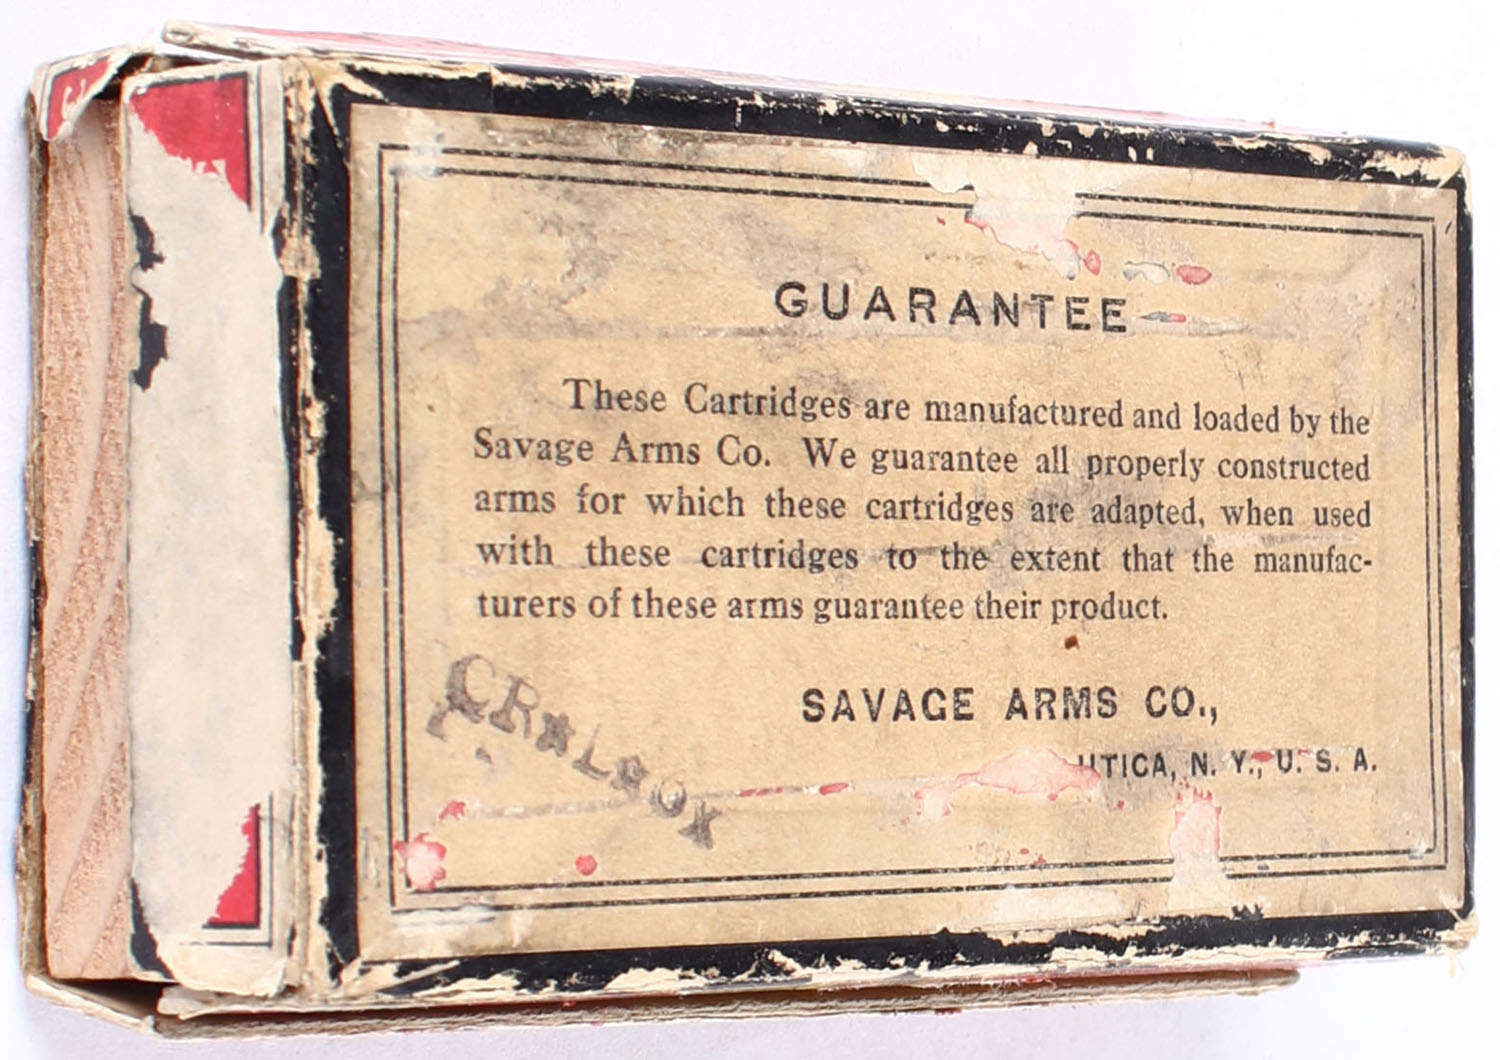 GUARANTEE
These Cartridges are manufactured and loaded by the
Savage Arms Co. We guarantee all properly constructed
arms for which these cartridges are adapted, when used
with these cartridges to the extent that the manufac-
turers of these arms guarantee their product.
SAVAGE ARMS CO.,
UTICA, N. Y., U. S. A.